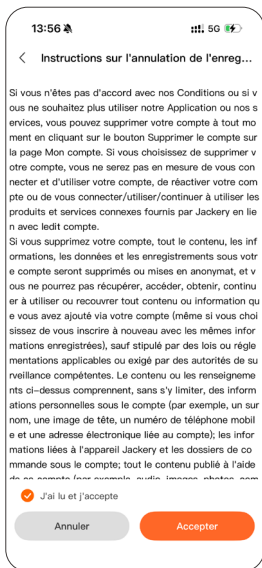 13:56
5G
Instructions sur l'annulation de l'enreg...
Si vous n'êtes pas d'accord avec nos Conditions ou si v
ous ne souhaitez plus utiliser notre Application ou nos s
ervices, vous pouvez supprimer votre compte à tout mo
ment en cliquant sur le bouton Supprimer le compte sur
la page Mon compte. Si vous choisissez de supprimer v
otre compte, vous ne serez pas en mesure de vous con
necter et d'utiliser votre compte, de réactiver votre com
pte ou de vous connecter/utiliser/continuer à utiliser les
produits et services connexes fournis par Jackery en lie
n avec ledit compte.
Si vous supprimez votre compte, tout le contenu, les inf
ormations, les données et les enregistrements sous votr
e compte seront supprimés ou mises en anonymat, et v
ous ne pourrez pas récupérer, accéder, obtenir, continu
er à utiliser ou recouvrer tout contenu ou information qu
e vous avez ajouté via votre compte (même si vous choi
sissez de vous inscrire à nouveau avec les mêmes infor
mations enregistrées), sauf stipulé par des lois ou régle
mentations applicables ou exigé par des autorités de su
rveillance compétentes. Le contenu ou les renseigneme
nts ci-dessus comprennent, sans s'y limiter, des inform
ations personnelles sous le compte (par exemple, un sur
nom, une image de tête, un numéro de téléphone mobil
e et une adresse électronique liée au compte); les infor
mations liées à l'appareil Jackery et les dossiers de co
mmande sous le compte; tout le contenu publié à l'aide
de ce compte (par exemple, audio, images, photos, com
J'ai lu et j'accepte
Annuler
Accepter